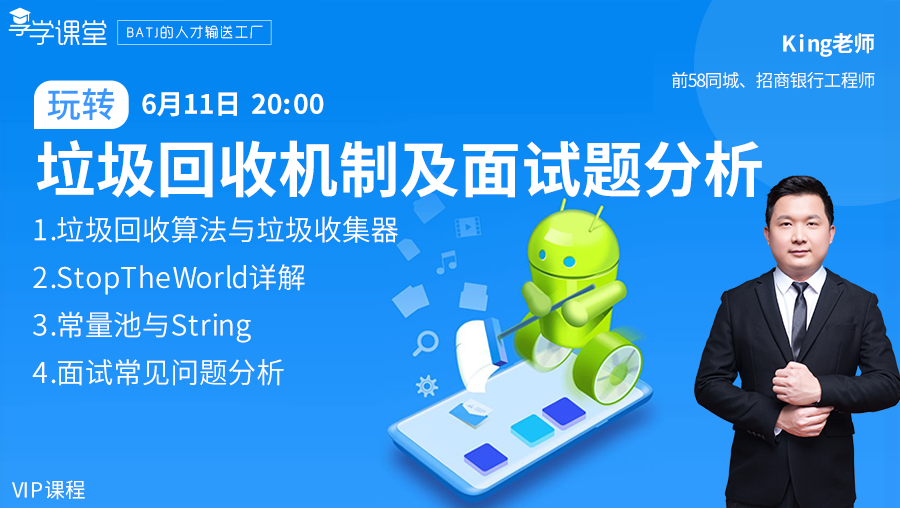 享学课堂
BATJ的人才输送工厂
King老师
前58同城、招商银行工程师
玩转 6月11日 20:00
垃圾回收机制及面试题分析
1.垃圾回收算法与垃圾收集器
2.StopTheWorld详解
3.常量池与String
4.面试常见问题分析
VIP课程